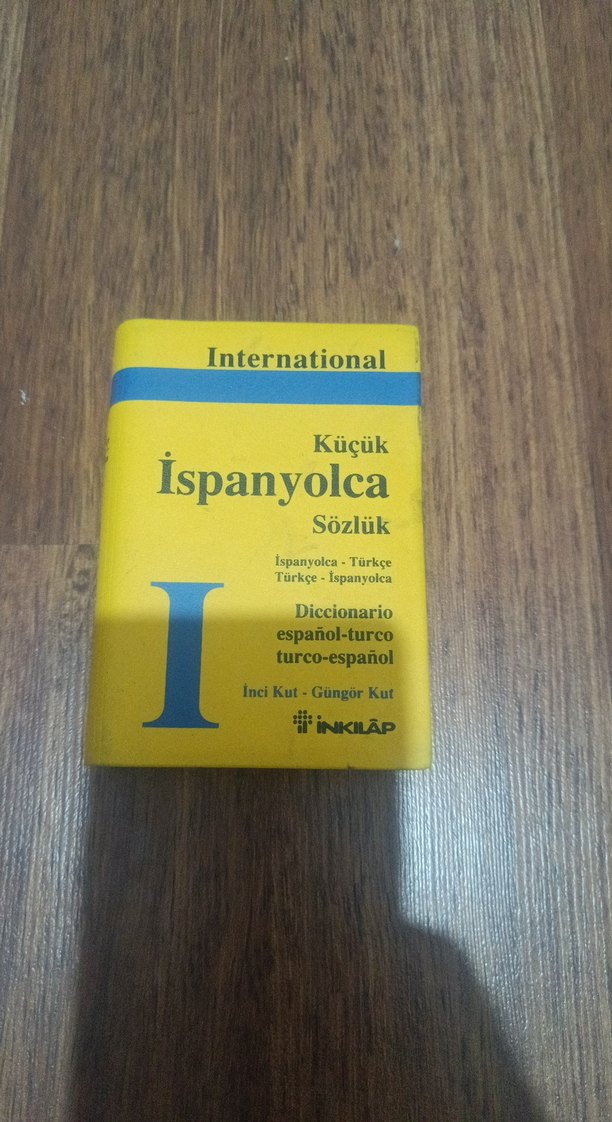 International
Küçük
İspanyolca
Sözlük
İspanyolca - Türkçe
Türkçe - İspanyolca
Diccionario
español-turco
turco-español
İnci Kut - Güngör Kut
I
İNKILÂP